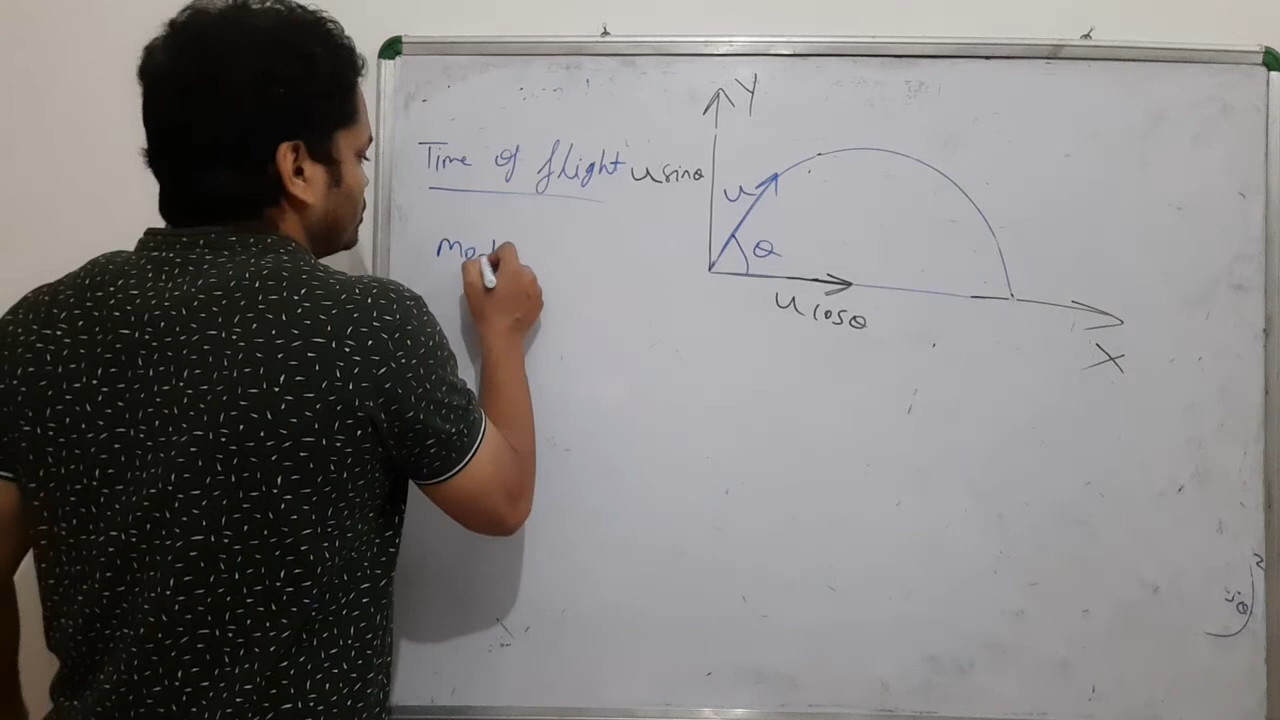 Time of flight
Y
u sinθ
u
θ
u cosθ
X